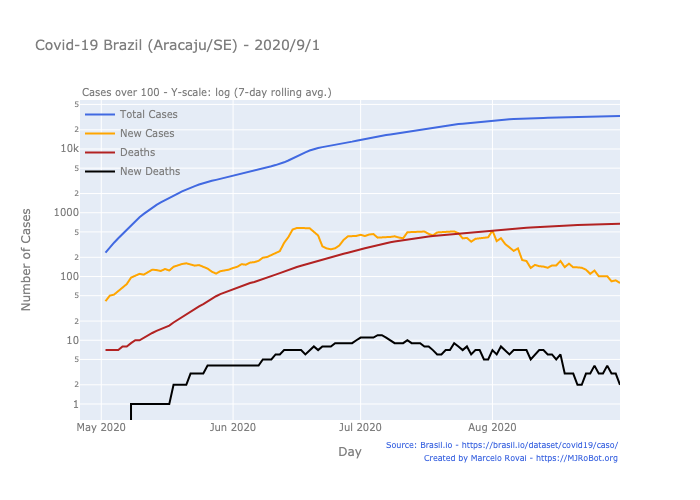 Covid-19 Brazil (Aracaju/SE) - 2020/9/1
Cases over 100 - Y-scale: log (7-day rolling avg.)
Total Cases
New Cases
Deaths
New Deaths
5
2
10k
5
2
1000
5
2
100
5
2
10
5
2
1
Number of Cases
May 2020
Jun 2020
Jul 2020
Aug 2020
Day
Source: Brasil.io - https://brasil.io/dataset/covid19/caso/
Created by Marcelo Rovai - https://MJRoBot.org